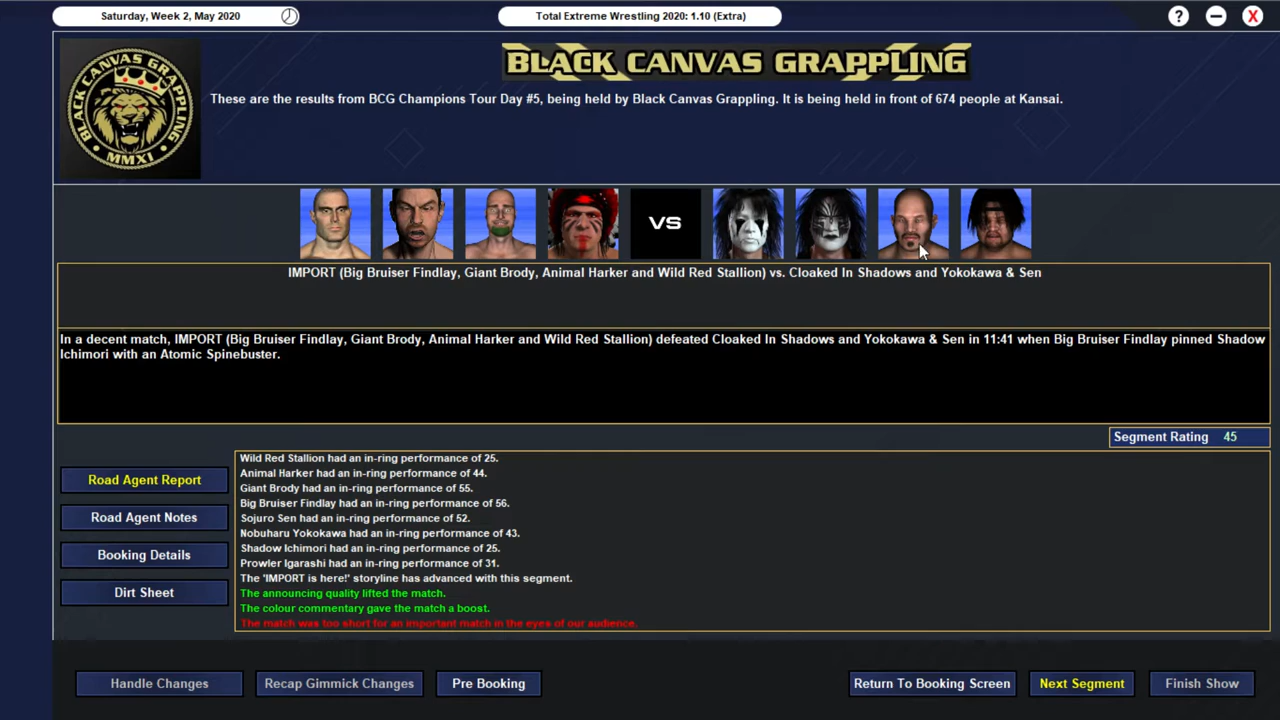 Saturday, Week 2, May 2020
Total Extreme Wrestling 2020: 1.10 (Extra)
?
X
BLACK CANVAS GRAPPLING
MMXI
BLACK CANVAS GRAPPLING
These are the results from BCG Champions Tour Day #5, being held by Black Canvas Grappling. It is being held in front of 674 people at Kansai.
VS
IMPORT (Big Bruiser Findlay, Giant Brody, Animal Harker and Wild Red Stallion) vs. Cloaked In Shadows and Yokokawa & Sen
In a decent match, IMPORT (Big Bruiser Findlay, Giant Brody, Animal Harker and Wild Red Stallion) defeated Cloaked In Shadows and Yokokawa & Sen in 11:41 when Big Bruiser Findlay pinned Shadow
Ichimori with an Atomic Spinebuster.
Segment Rating 45
Road Agent Report
Road Agent Notes
Booking Details
Dirt Sheet
Wild Red Stallion had an in-ring performance of 25.
Animal Harker had an in-ring performance of 44.
Giant Brody had an in-ring performance of 55.
Big Bruiser Findlay had an in-ring performance of 56.
Sojuro Sen had an in-ring performance of 52.
Nobuharu Yokokawa had an in-ring performance of 43.
Shadow Ichimori had an in-ring performance of 25.
Prowler Igarashi had an in-ring performance of 31.
The 'IMPORT is here!' storyline has advanced with this segment.
The announcing quality lifted the match.
The colour commentary gave the match a boost.
The match was too short for an important match in the eyes of our audience.
Handle Changes
Recap Gimmick Changes
Pre Booking
Return To Booking Screen
Next Segment
Finish Show